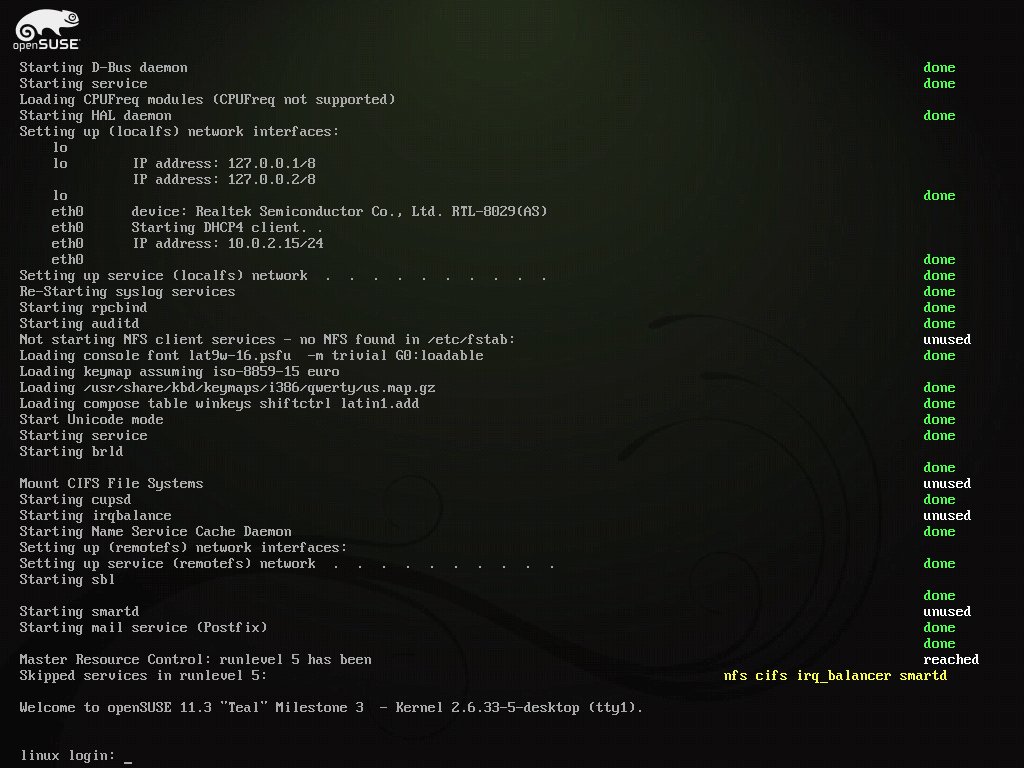 openSUSE
Starting D-Bus daemon done
Starting service done
Loading CPUFreq modules (CPUFreq not supported)
Starting HAL daemon done
Setting up (localfs) network interfaces:
lo
lo IP address: 127.0.0.1/8
IP address: 127.0.0.2/8
lo done
eth0 device: Realtek Semiconductor Co., Ltd. RTL-8029(AS)
eth0 Starting DHCP4 client. .
eth0 IP address: 10.0.2.15/24
eth0 done
Setting up service (localfs) network . . . . . . . . . . done
Re-Starting syslog services done
Starting rpcbind done
Starting auditd done
Not starting NFS client services - no NFS found in /etc/fstab: unused
Loading console font lat9w-16.psfu -m trivial G0:loadable done
Loading keymap assuming iso-8859-15 euro
Loading /usr/share/kbd/keymaps/i386/qwerty/us.map.gz done
Loading compose table winkeys shiftctrl latin1.add done
Start Unicode mode done
Starting service done
Starting brld
done
Mount CIFS File Systems unused
Starting cupsd done
Starting irqbalance unused
Starting Name Service Cache Daemon done
Setting up (remotefs) network interfaces:
Setting up service (remotefs) network . . . . . . . . . . done
Starting sbl
done
Starting smartd unused
Starting mail service (Postfix) done
done
Master Resource Control: runlevel 5 has been reached
Skipped services in runlevel 5: nfs cifs irq_balancer smartd
Welcome to openSUSE 11.3 "Teal" Milestone 3 - Kernel 2.6.33-5-desktop (tty1).
linux login: _